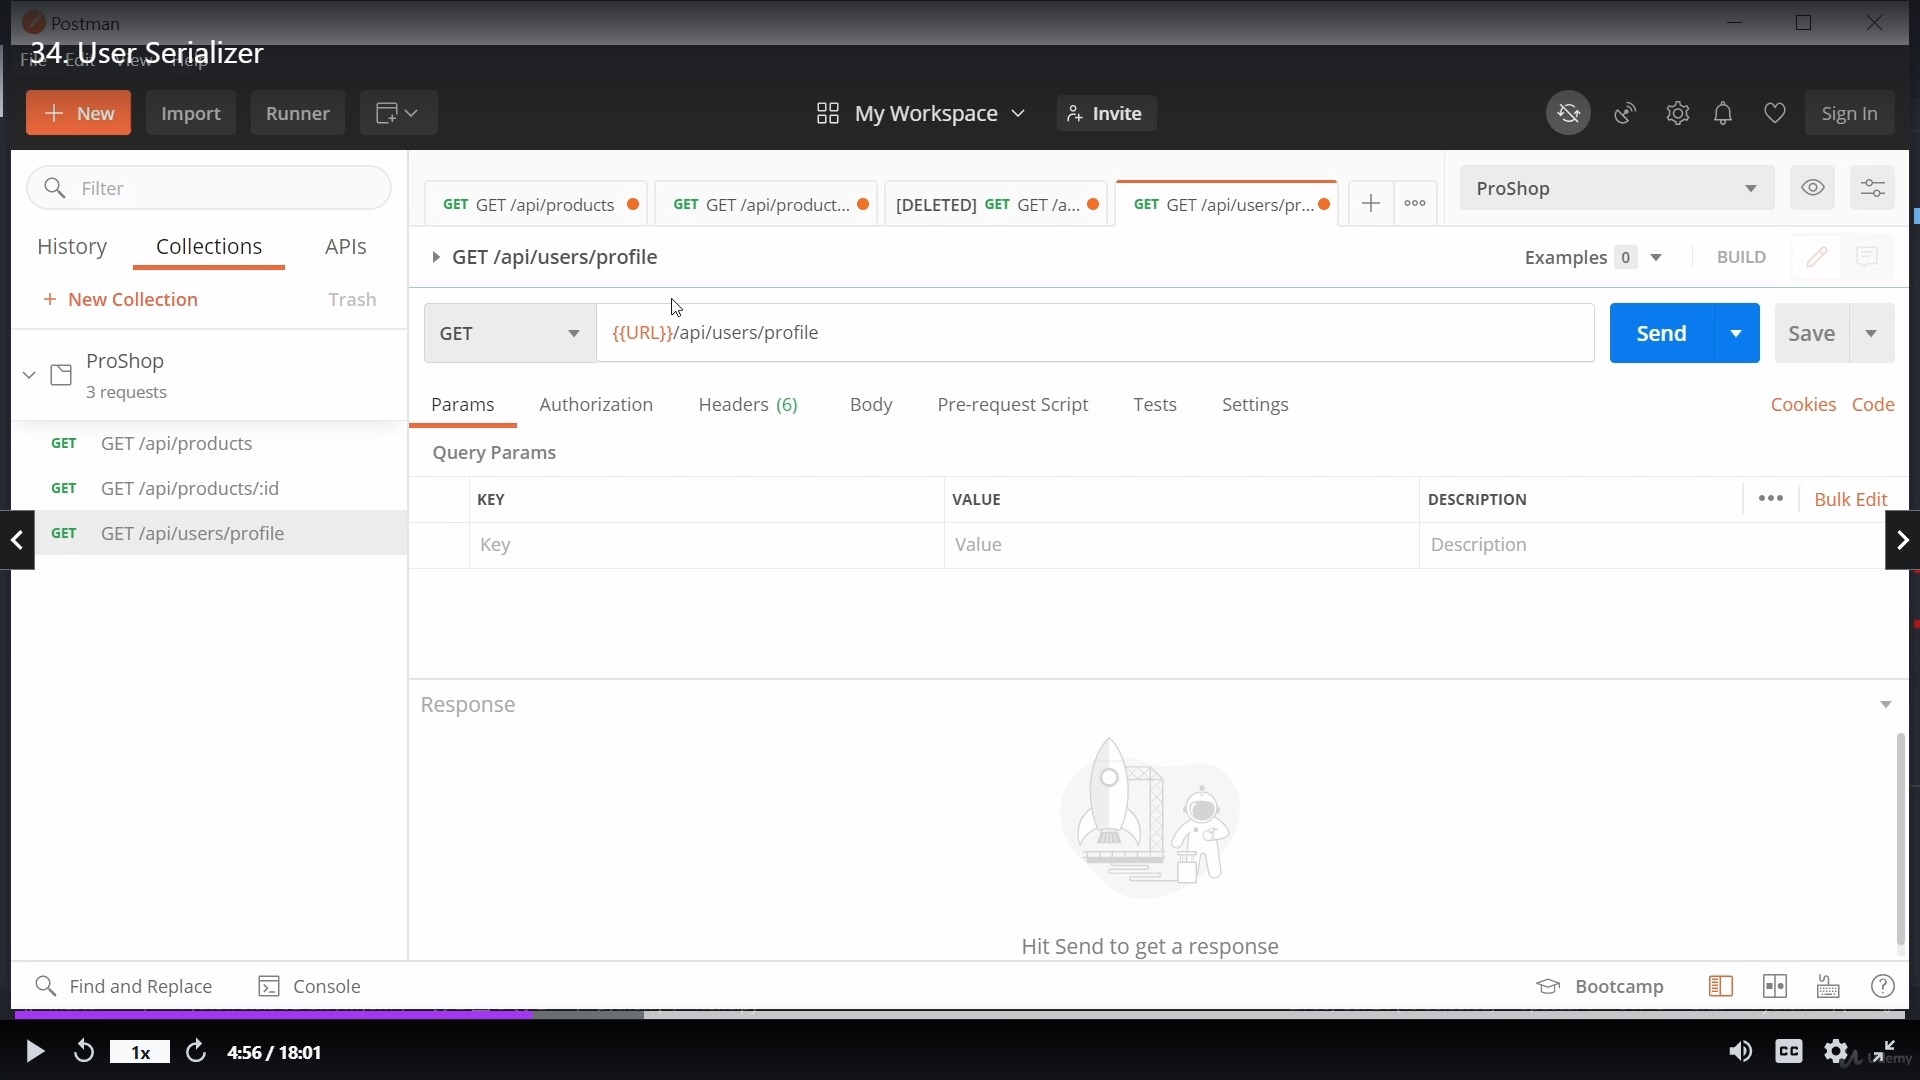 Postman
34. User Serializer
File Edit View Help
New
Import
Runner
My Workspace
Invite
Sign In
Filter
GET GET /api/products
GET GET /api/product...
[DELETED] GET GET /a...
GET GET /api/users/pr...
ProShop
History
Collections
APIs
GET /api/users/profile
Examples 0
BUILD
+ New Collection
Trash
GET
{{URL}}/api/users/profile
Send
Save
ProShop
3 requests
Params
Authorization
Headers (6)
Body
Pre-request Script
Tests
Settings
Cookies
Code
GET GET /api/products
Query Params
GET GET /api/products/:id
KEY
VALUE
DESCRIPTION
Bulk Edit
GET GET /api/users/profile
Key
Value
Description
Response
Hit Send to get a response
Find and Replace
Console
Bootcamp
1x
4:56 / 18:01
CC
Udemy